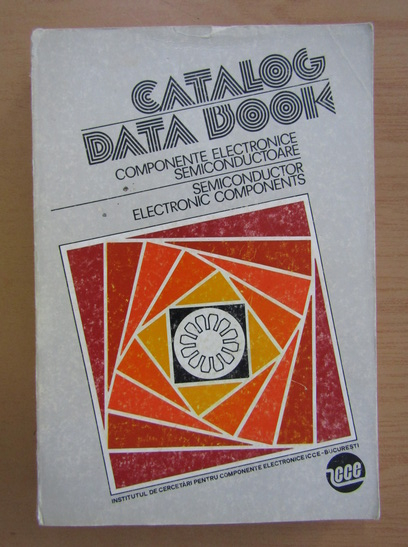 CATALOG
DATA BOOK
COMPONENTE ELECTRONICE
SEMICONDUCTOARE
SEMICONDUCTOR
ELECTRONIC COMPONENTS
INSTITUTUL DE CERCETĂRI PENTRU COMPONENTE ELECTRONICE ICCE-BUCUREȘTI
icce